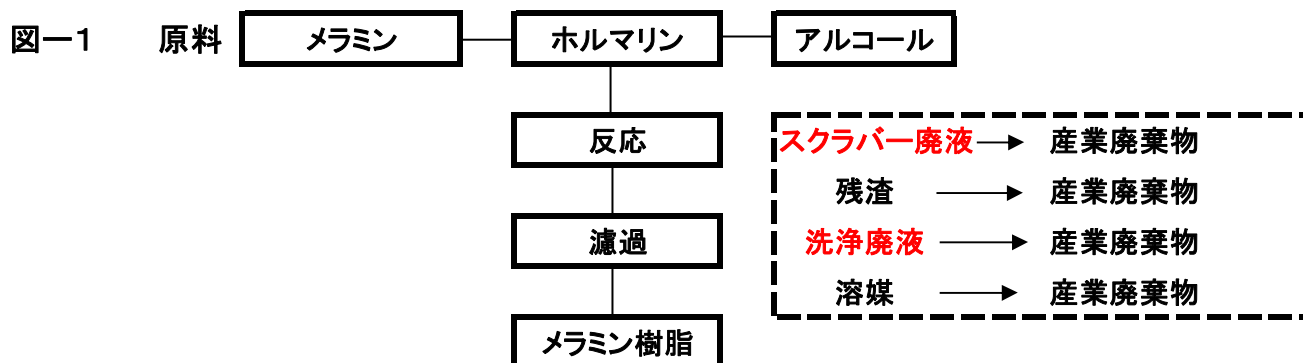 図ー1 原料 メラミン ホルマリン アルコール
反応
スクラバー廃液 → 産業廃棄物
残渣 → 産業廃棄物
濾過
洗浄廃液 → 産業廃棄物
溶媒 → 産業廃棄物
メラミン樹脂